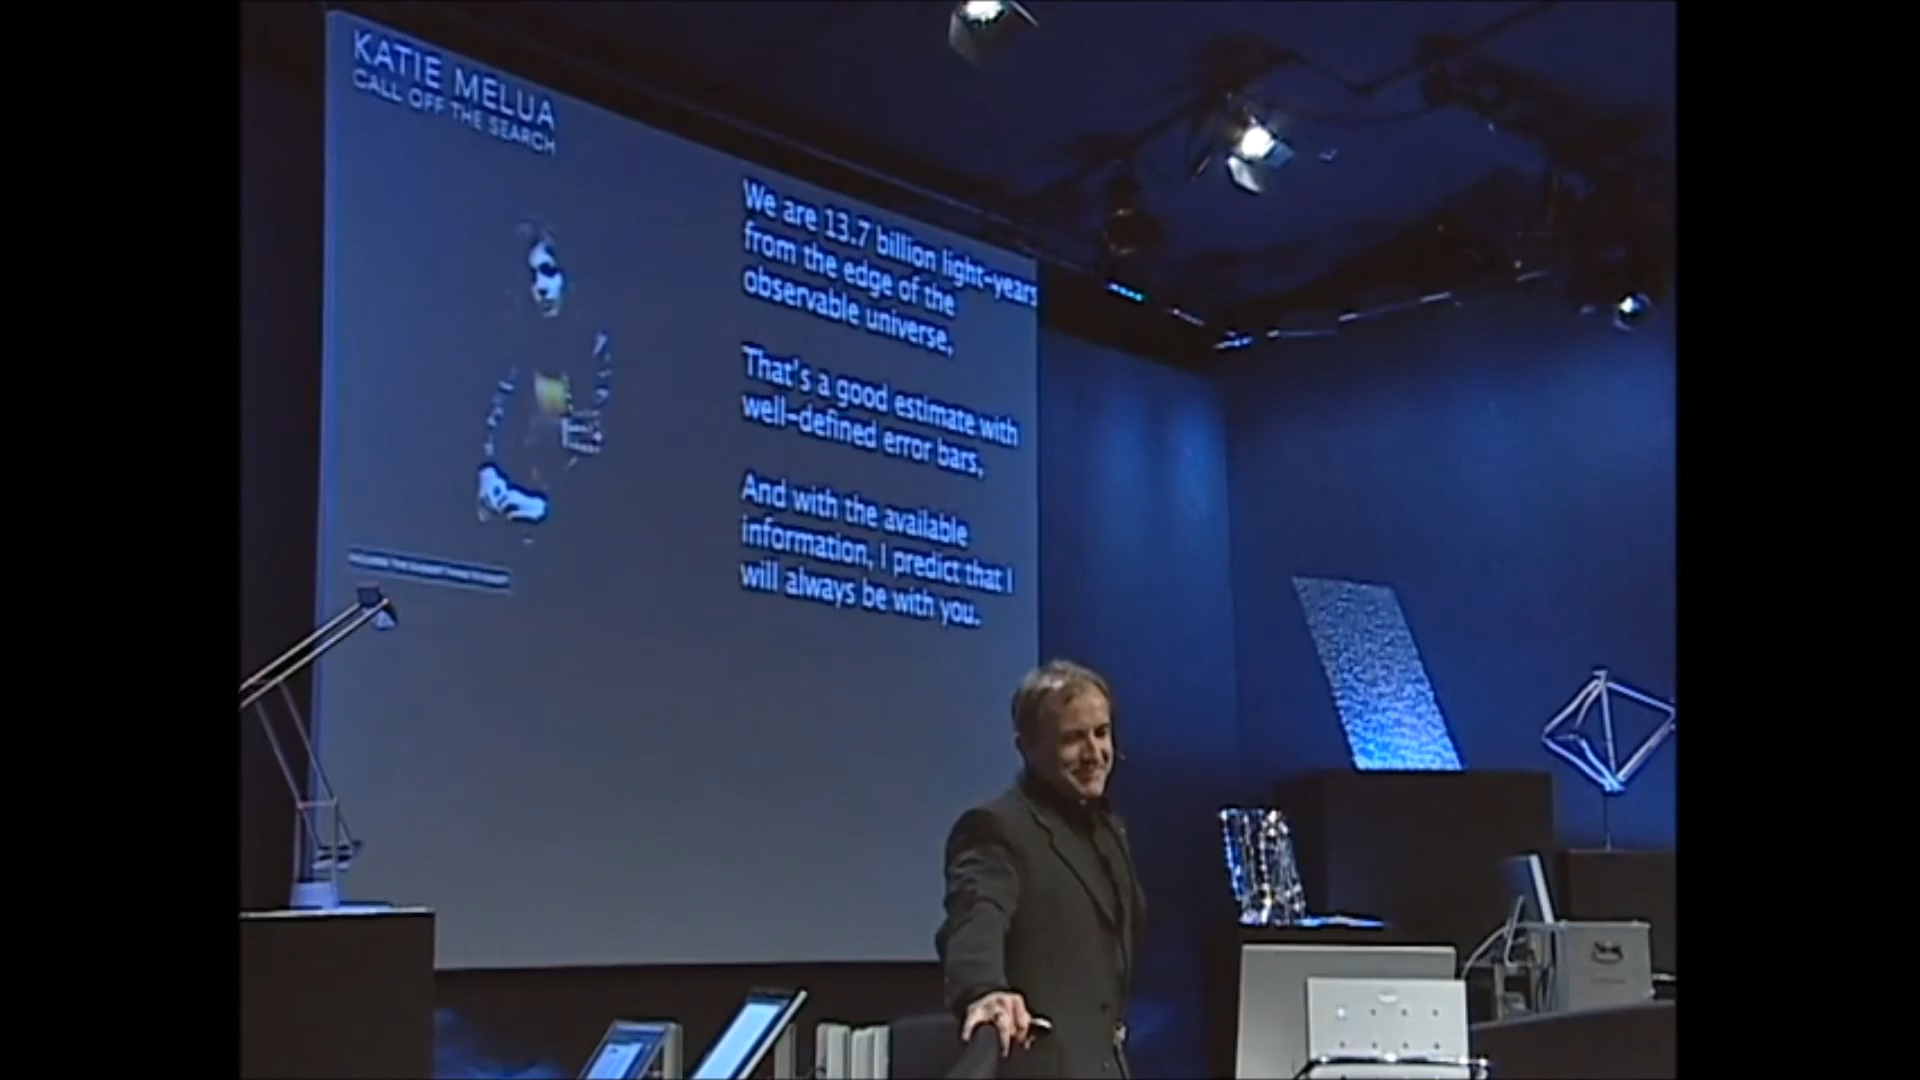 KATIE MELUA
CALL OFF THE SEARCH
We are 13.7 billion light-years
from the edge of the
observable universe,
That's a good estimate with
well-defined error bars,
And with the available
information, I predict that I
will always be with you.